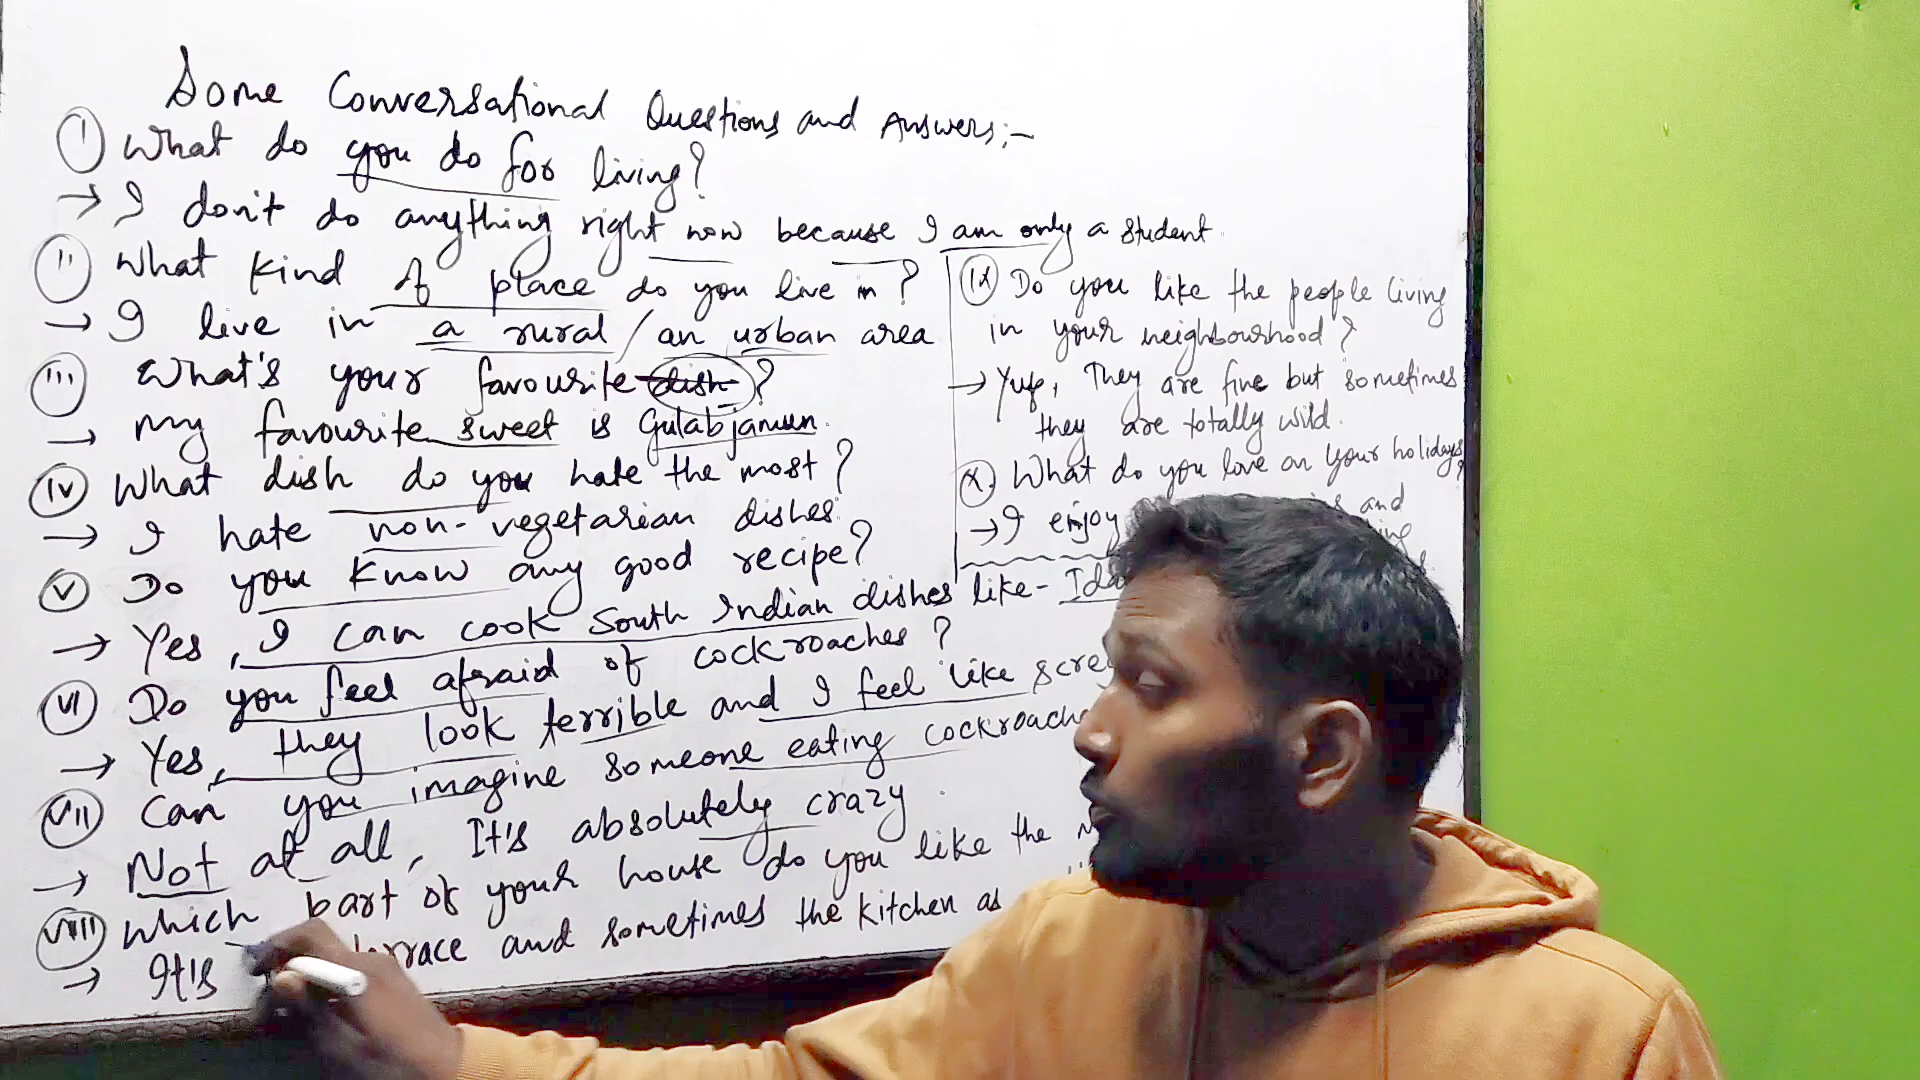 Some Conversational Questions and Answers:-
(i) What do you do for living?
→ I don't do anything right now because I am only a student.
(ii) What kind of place do you live in?
→ I live in a rural / an urban area
(iii) What's your favourite dish?
→ My favourite sweet is Gulabjamun.
(iv) What dish do you hate the most?
→ I hate non-vegetarian dishes.
(v) Do you know any good recipe?
→ Yes, I can cook South Indian dishes like-
(vi) Do you feel afraid of cockroaches?
→ Yes, they look terrible and I feel like
(vii) Can you imagine someone eating
→ Not at all, It's absolutely crazy.
(viii) Which part of your house do you like the
→ It's terrace and sometimes the kitchen as
(ix) Do you like the people living
in your neighbourhood?
→ Yup, They are fine but sometimes
they are totally wild.
(x). What do you love on your holidays?
→ I enjoy and